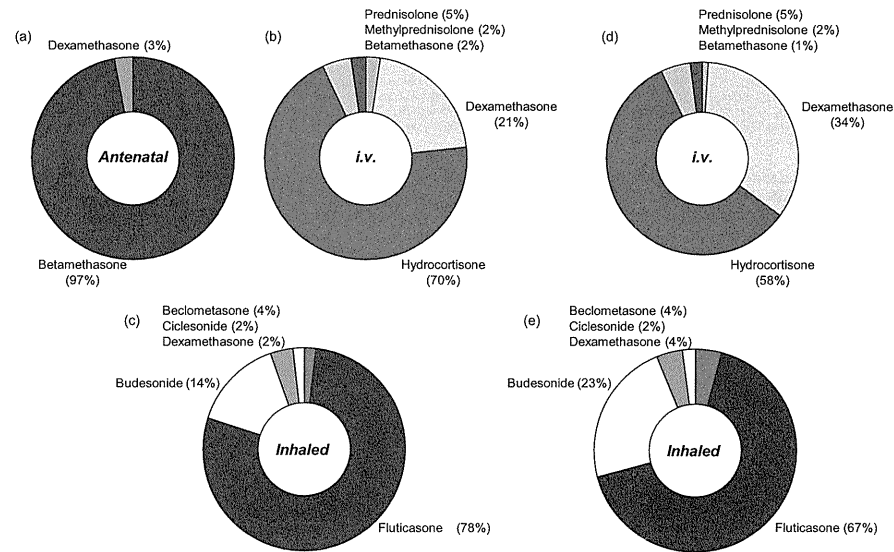 (a)
Dexamethasone (3%)
Antenatal
Betamethasone
(97%)
(b)
Prednisolone (5%)
Methylprednisolone (2%)
Betamethasone (2%)
Dexamethasone
(21%)
i.v.
Hydrocortisone
(70%)
(d)
Prednisolone (5%)
Methylprednisolone (2%)
Betamethasone (1%)
Dexamethasone
(34%)
i.v.
Hydrocortisone
(58%)
(c)
Beclometasone (4%)
Ciclesonide (2%)
Dexamethasone (2%)
Budesonide (14%)
Inhaled
Fluticasone (78%)
(e)
Beclometasone (4%)
Ciclesonide (2%)
Dexamethasone (4%)
Budesonide (23%)
Inhaled
Fluticasone (67%)